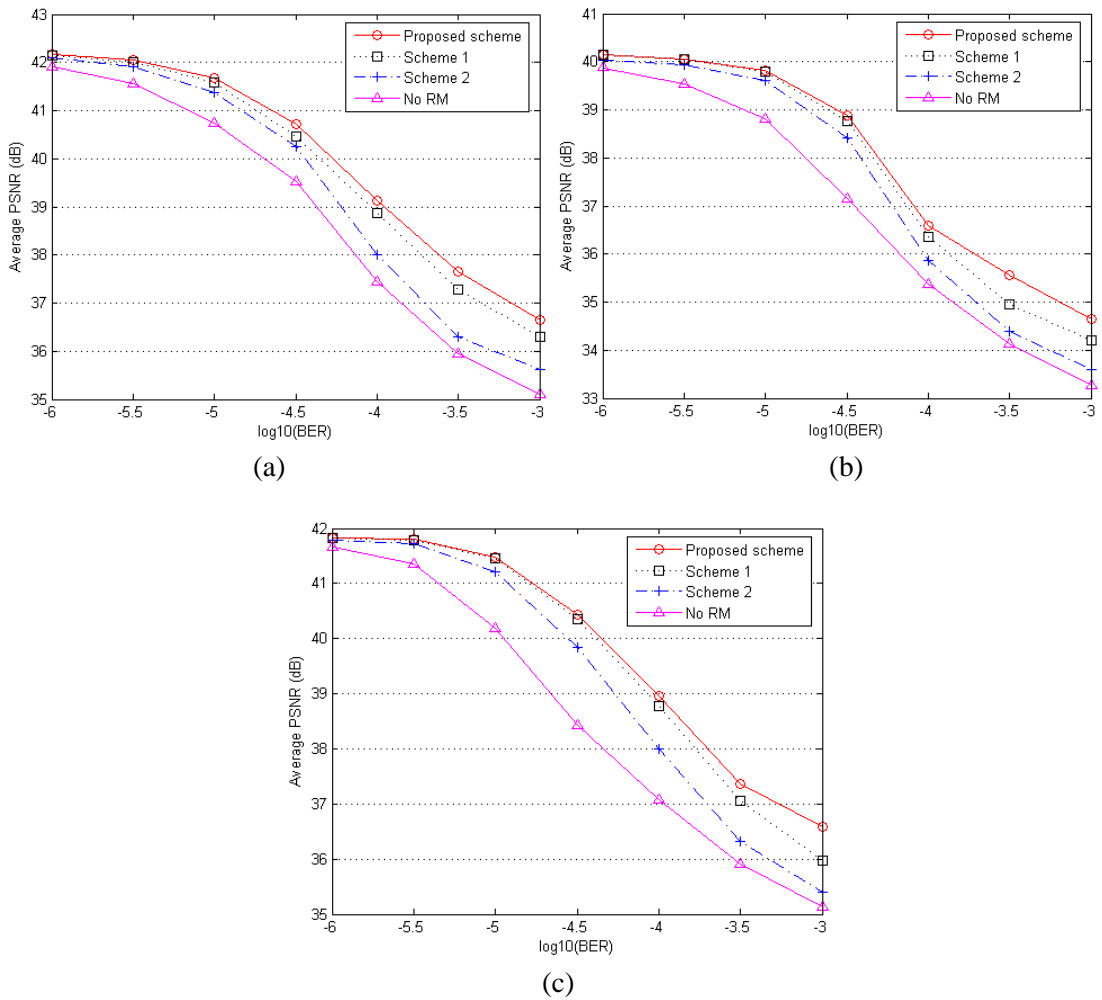 43
42
41
40
39
38
37
36
35
Average PSNR (dB)
-6 -5.5 -5 -4.5 -4 -3.5 -3
log10(BER)
Proposed scheme
Scheme 1
Scheme 2
No RM
(a)
41
40
39
38
37
36
35
34
33
Average PSNR (dB)
-6 -5.5 -5 -4.5 -4 -3.5 -3
log10(BER)
Proposed scheme
Scheme 1
Scheme 2
No RM
(b)
42
41
40
39
38
37
36
35
Average PSNR (dB)
-6 -5.5 -5 -4.5 -4 -3.5 -3
log10(BER)
Proposed scheme
Scheme 1
Scheme 2
No RM
(c)